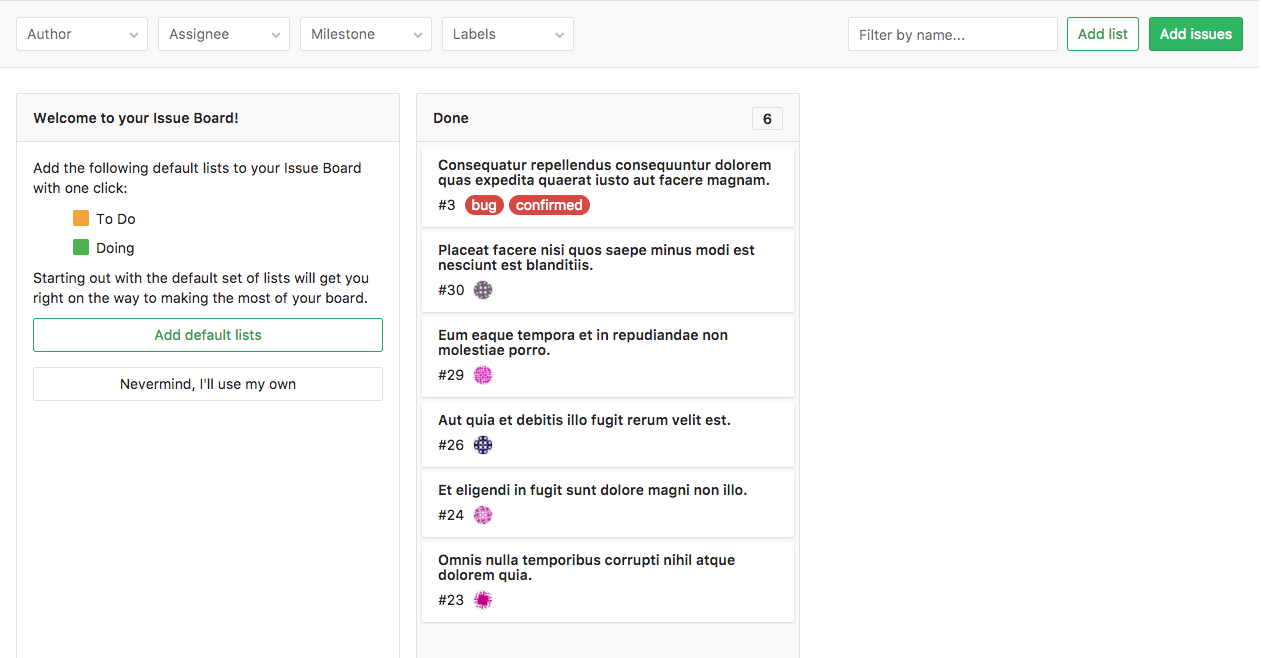 Author
Assignee
Milestone
Labels
Filter by name...
Add list
Add issues
Welcome to your Issue Board!
Add the following default lists to your Issue Board
with one click:
To Do
Doing
Starting out with the default set of lists will get you
right on the way to making the most of your board.
Add default lists
Nevermind, I'll use my own
Done
6
Consequatur repellendus consequuntur dolorem
quas expedita quaerat iusto aut facere magnam.
#3 bug confirmed
Placeat facere nisi quos saepe minus modi est
nesciunt est blanditiis.
#30
Eum eaque tempora et in repudiandae non
molestiae porro.
#29
Aut quia et debitis illo fugit rerum velit est.
#26
Et eligendi in fugit sunt dolore magni non illo.
#24
Omnis nulla temporibus corrupti nihil atque
dolorem quia.
#23